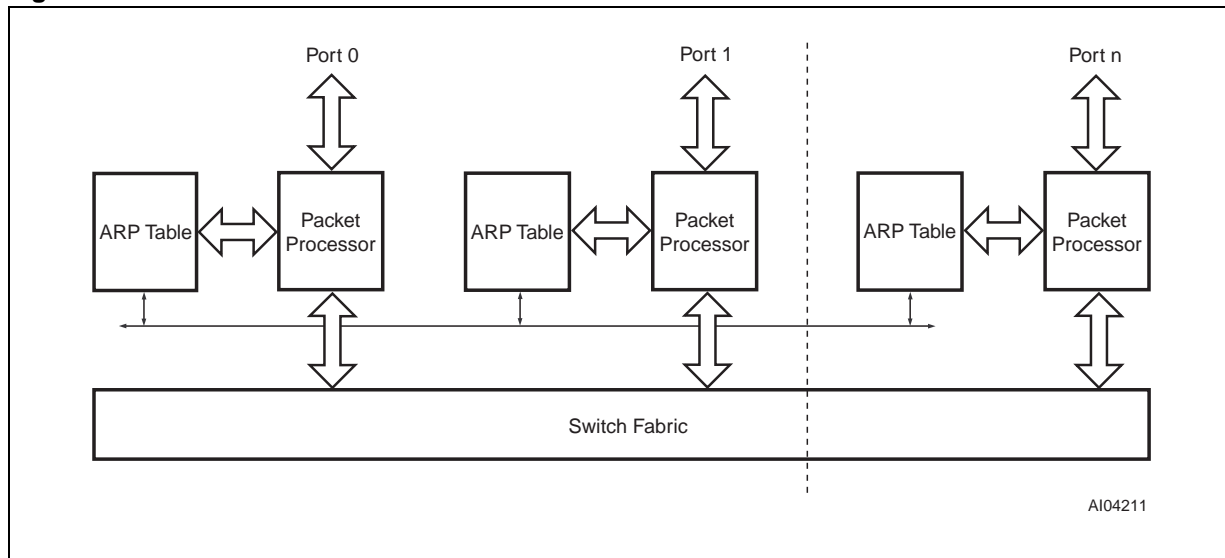 Port 0
Port 1
Port n
ARP Table
Packet
Processor
ARP Table
Packet
Processor
ARP Table
Packet
Processor
Switch Fabric
AI04211